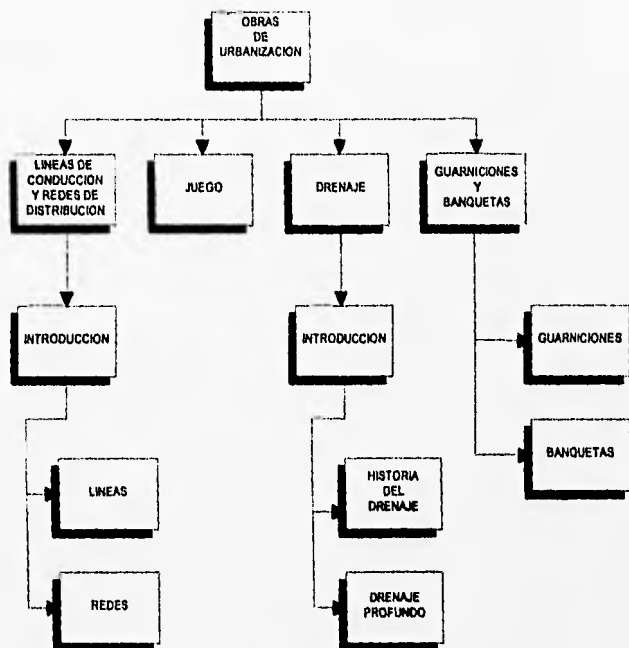 OBRAS
DE
URBANIZACION
LINEAS DE
CONDUCCION
Y REDES DE
DISTRIBUCION
JUEGO
DRENAJE
GUARNICIONES
Y
BANQUETAS
INTRODUCCION
INTRODUCCION
GUARNICIONES
BANQUETAS
LINEAS
HISTORIA
DEL
DRENAJE
REDES
DRENAJE
PROFUNDO